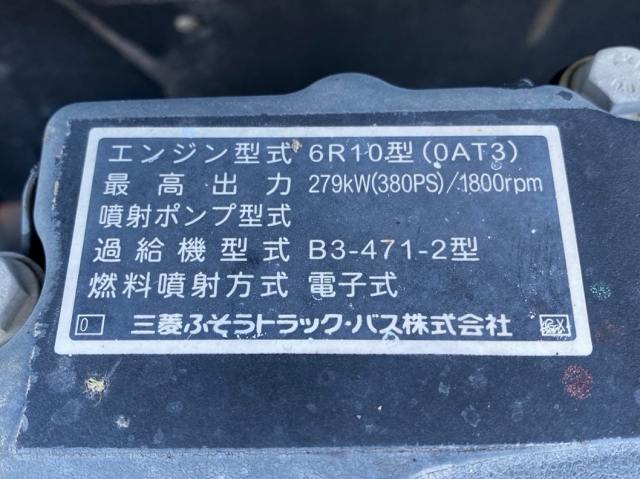 エンジン型式 6R10型(0AT3)
最高出力 279kW(380PS)/1800rpm
噴射ポンプ型式
過給機型式 B3-471-2型
燃料噴射方式 電子式
0 三菱ふそうトラック・バス株式会社